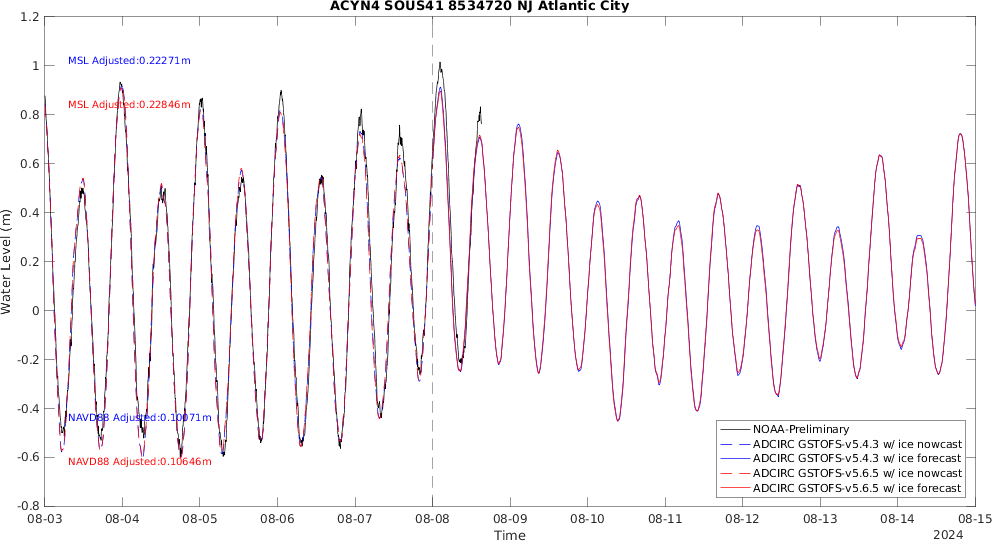 ACYN4 SOUS41 8534720 NJ Atlantic City
1.2
1
0.8
0.6
0.4
0.2
0
-0.2
-0.4
-0.6
-0.8
Water Level (m)
MSL Adjusted:0.22271m
MSL Adjusted:0.22846m
NAVD88 Adjusted:0.10071m
NAVD88 Adjusted:0.10646m
NOAA-Preliminary
ADCIRC GSTOFS-v5.4.3 w/ ice nowcast
ADCIRC GSTOFS-v5.4.3 w/ ice forecast
ADCIRC GSTOFS-v5.6.5 w/ ice nowcast
ADCIRC GSTOFS-v5.6.5 w/ ice forecast
08-03 08-04 08-05 08-06 08-07 08-08 08-09 08-10 08-11 08-12 08-13 08-14 08-15
Time
2024